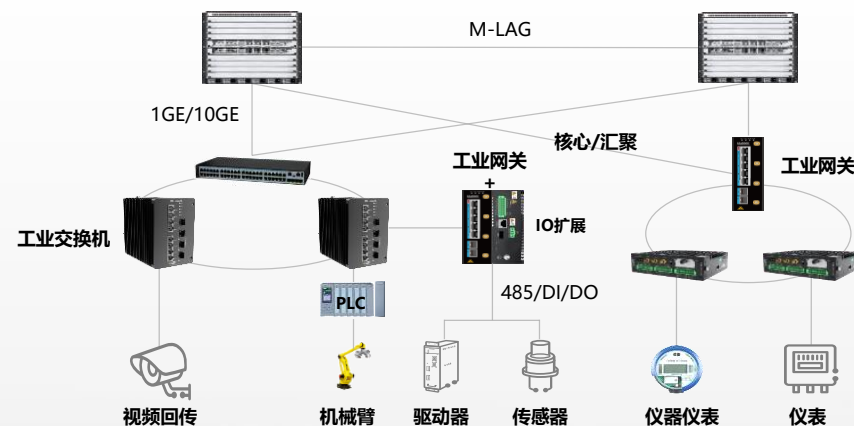 M-LAG
1GE/10GE
核心/汇聚
工业网关
+
工业网关
IO扩展
工业交换机
PLC
485/DI/DO
视频回传
机械臂
驱动器
传感器
仪器仪表
仪表